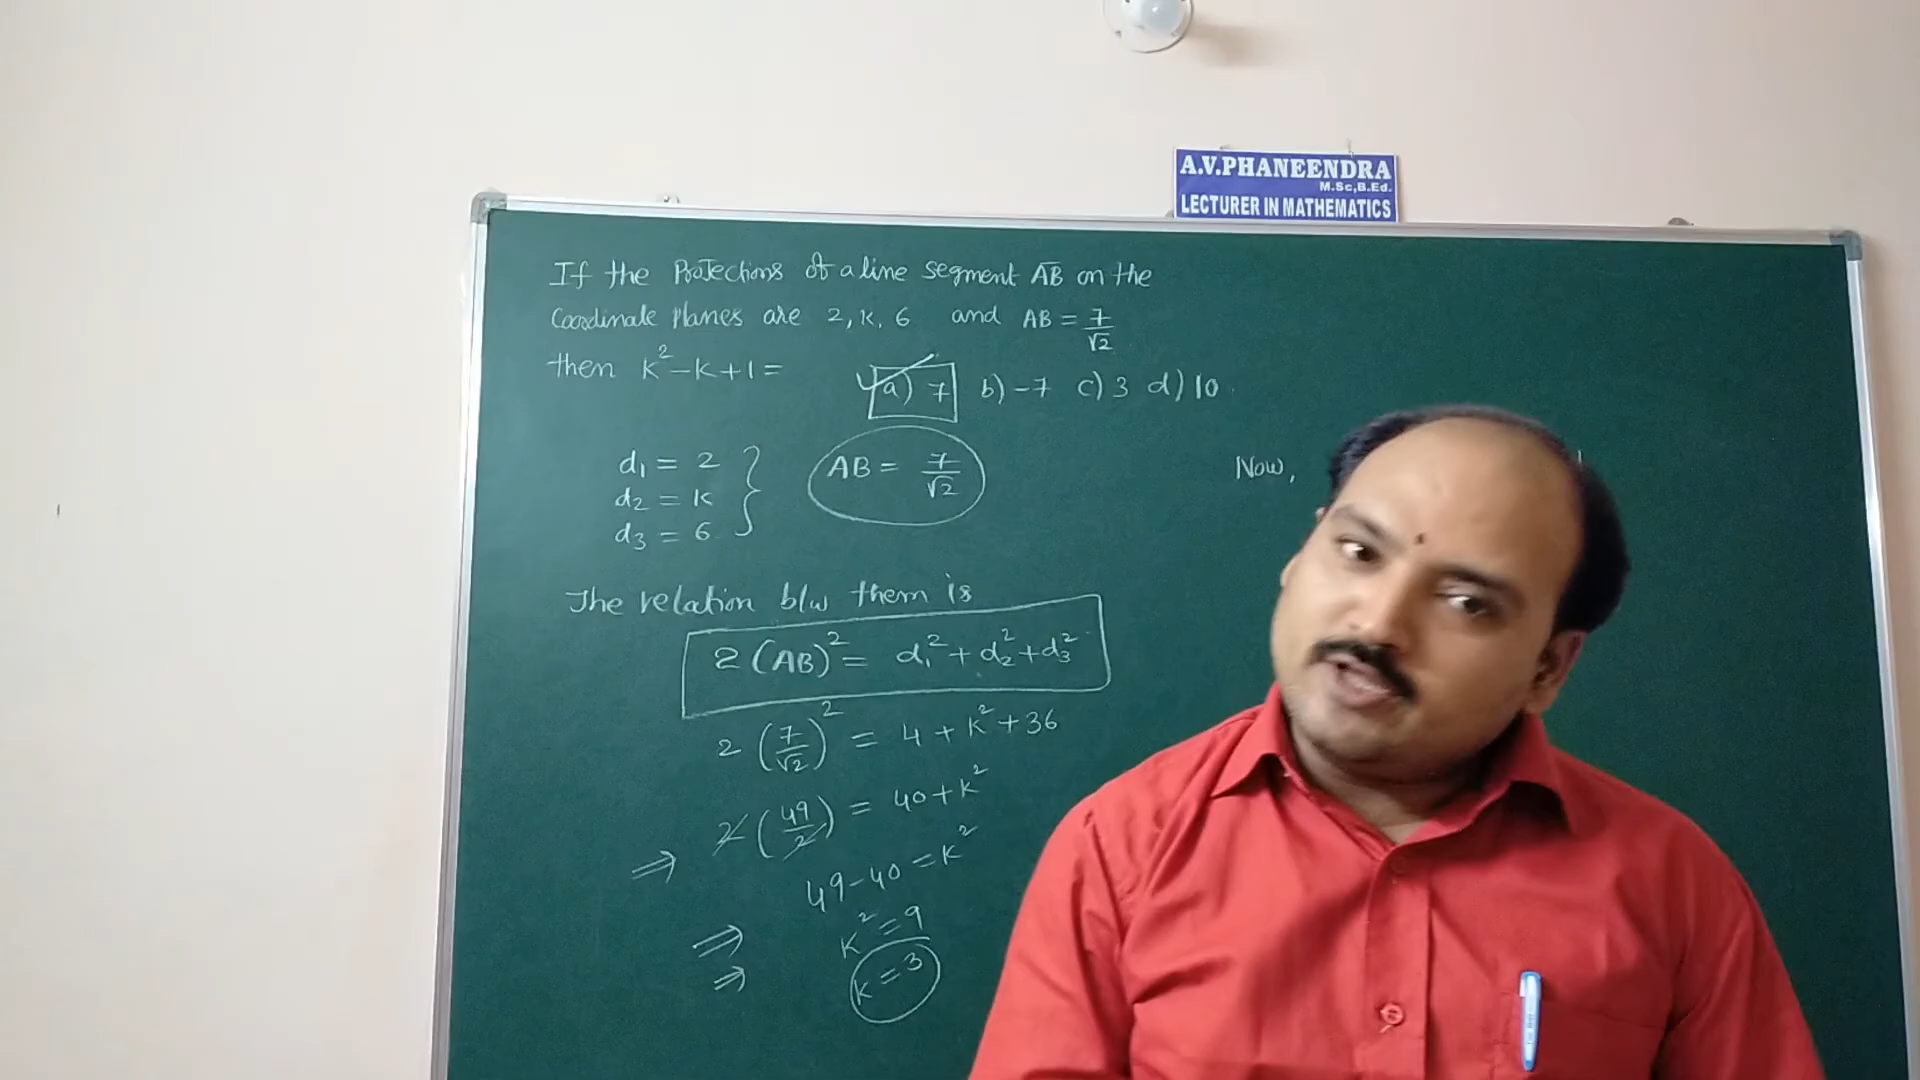 A.V.PHANEENDRA
M.Sc,B.Ed.
LECTURER IN MATHEMATICS
If the Projections of a line segment AB on the
Coordinate Planes are 2, K, 6 and AB = 7/√2
then K² - K + 1 =
a) 7 b) -7 c) 3 d) 10
d₁ = 2
d₂ = K
d₃ = 6
AB = 7/√2
Now,
The relation b/w them is
2 (AB)² = d₁² + d₂² + d₃²
2 (7/√2)² = 4 + K² + 36
2 (49/2) = 40 + K²
⇒ 49 - 40 = K²
⇒ K² = 9
⇒ K = 3